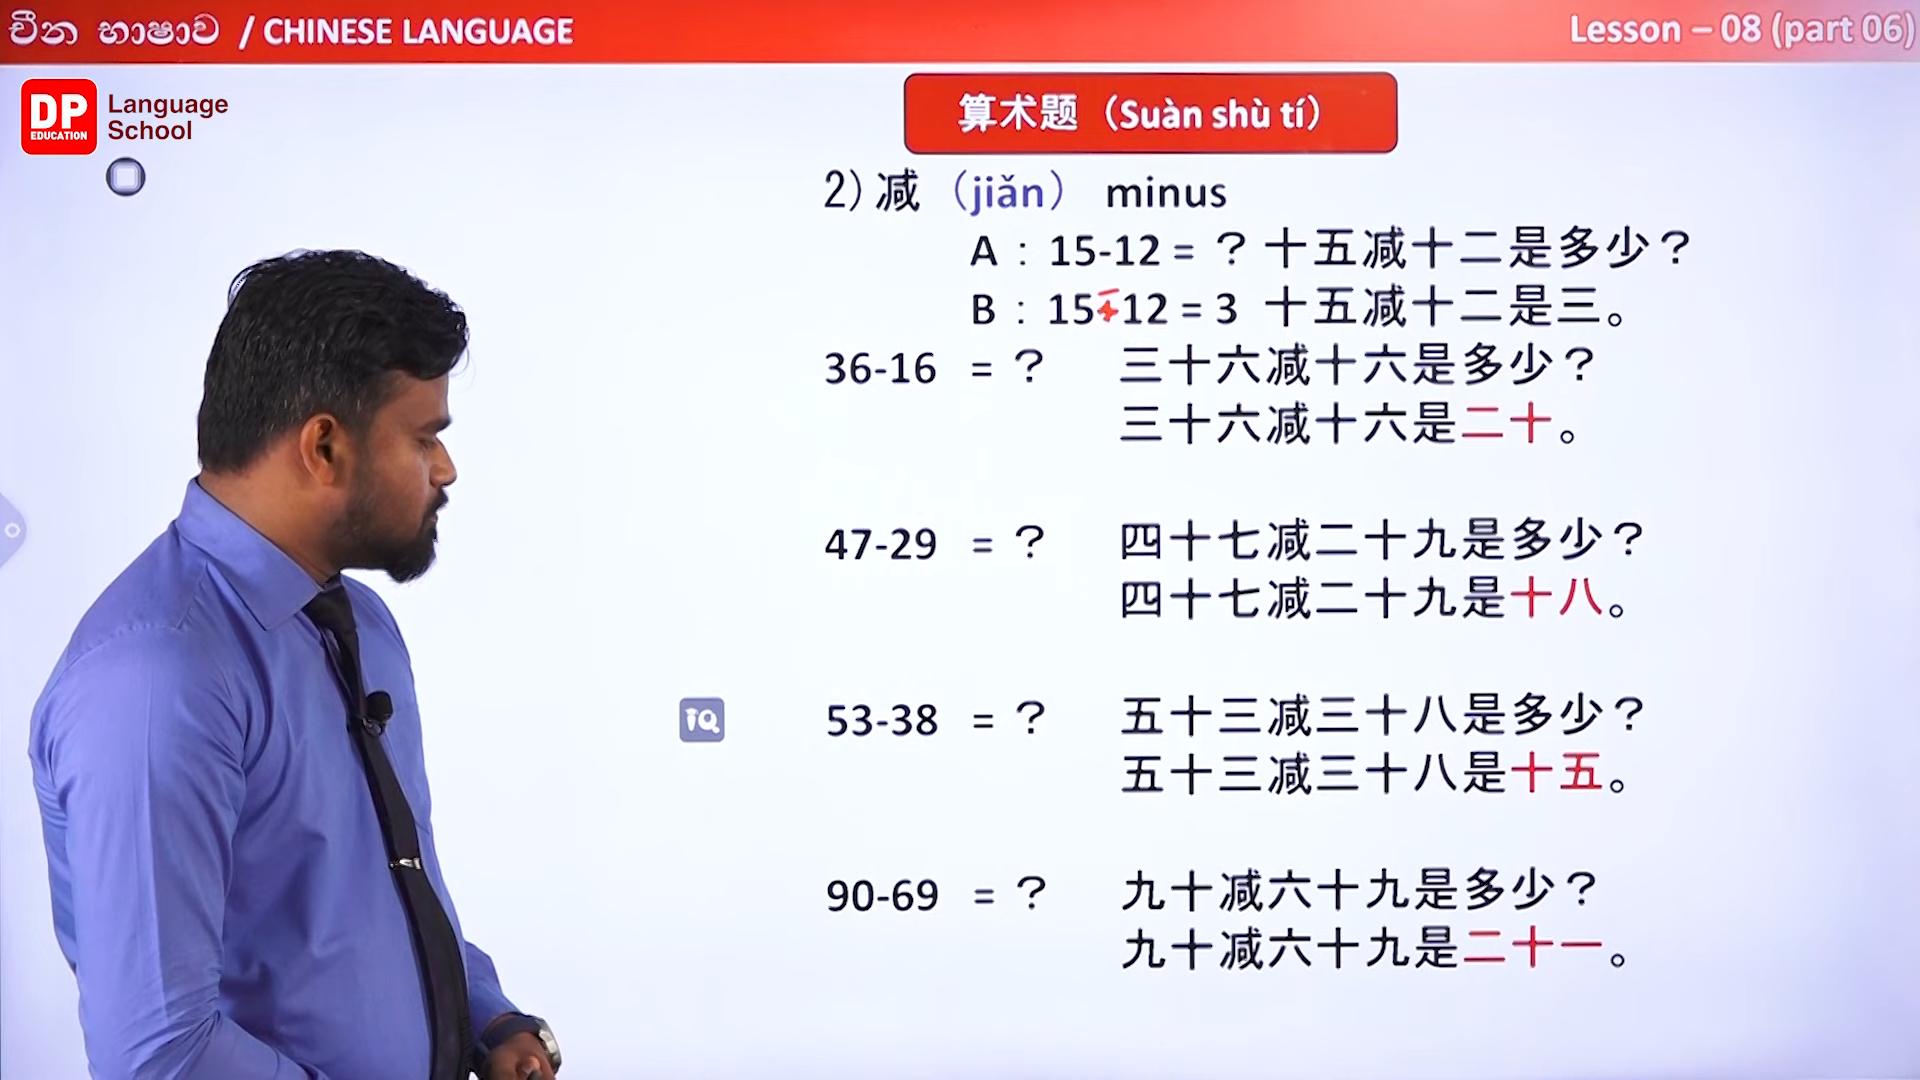 චීන භාෂාව / CHINESE LANGUAGE
Lesson – 08 (part 06)
DP EDUCATION
Language School
算术题（Suàn shù tí）
2) 减 （jiǎn） minus
A : 15-12 = ? 十五减十二是多少?
B : 15-12 = 3 十五减十二是三。
36-16 = ? 三十六减十六是多少?
三十六减十六是二十。
47-29 = ? 四十七减二十九是多少?
四十七减二十九是十八。
53-38 = ? 五十三减三十八是多少?
五十三减三十八是十五。
90-69 = ? 九十减六十九是多少?
九十减六十九是二十一。